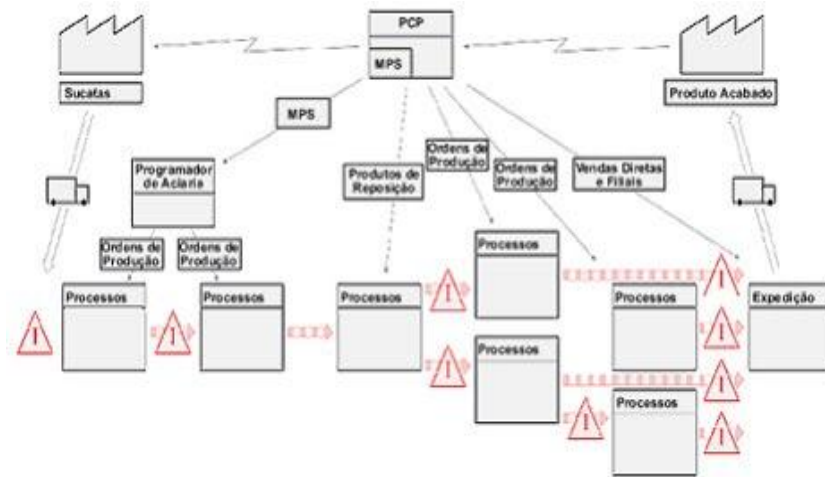 PCP
MPS
Sucatas
Produto Acabado
MPS
Ordens de
Produção
Ordens de
Produção
Vendas Diretas
e Filiais
Programador
de Aciaria
Produtos de
Reposição
Ordens de
Produção
Ordens de
Produção
Processos
Processos
Processos
Processos
Processos
Expedição
Processos
Processos
I
I
I
I
I
I
I
I
I